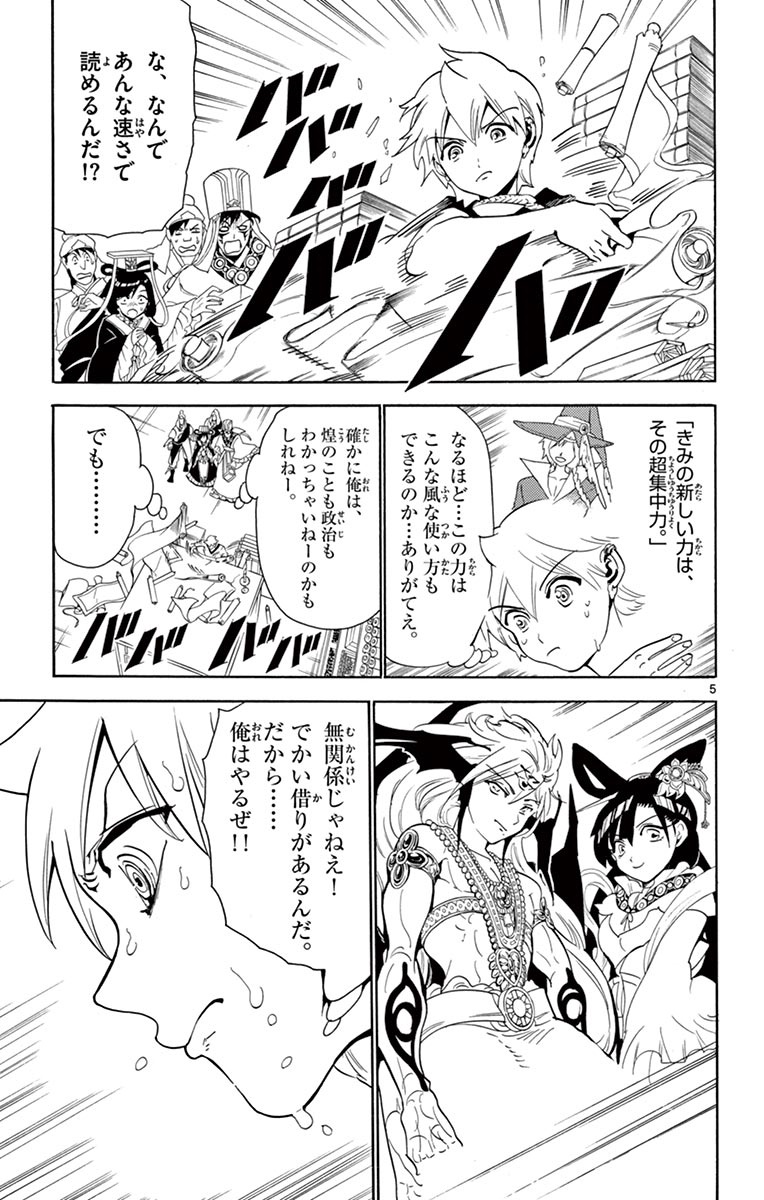 な、なんで
あんな速さで
読めるんだ!?
バババババ
「きみの新しい力は、
その超集中力。」
なるほど…この力は
こんな風な使い方も
できるのか…ありがてえ。
確かに俺は、
煌のことも政治も
わかっちゃいねーのかも
しれねー。
でも………
バババババ
5
無関係じゃねえ!
でかい借りがあるんだ。
だから……
俺はやるぜ!!